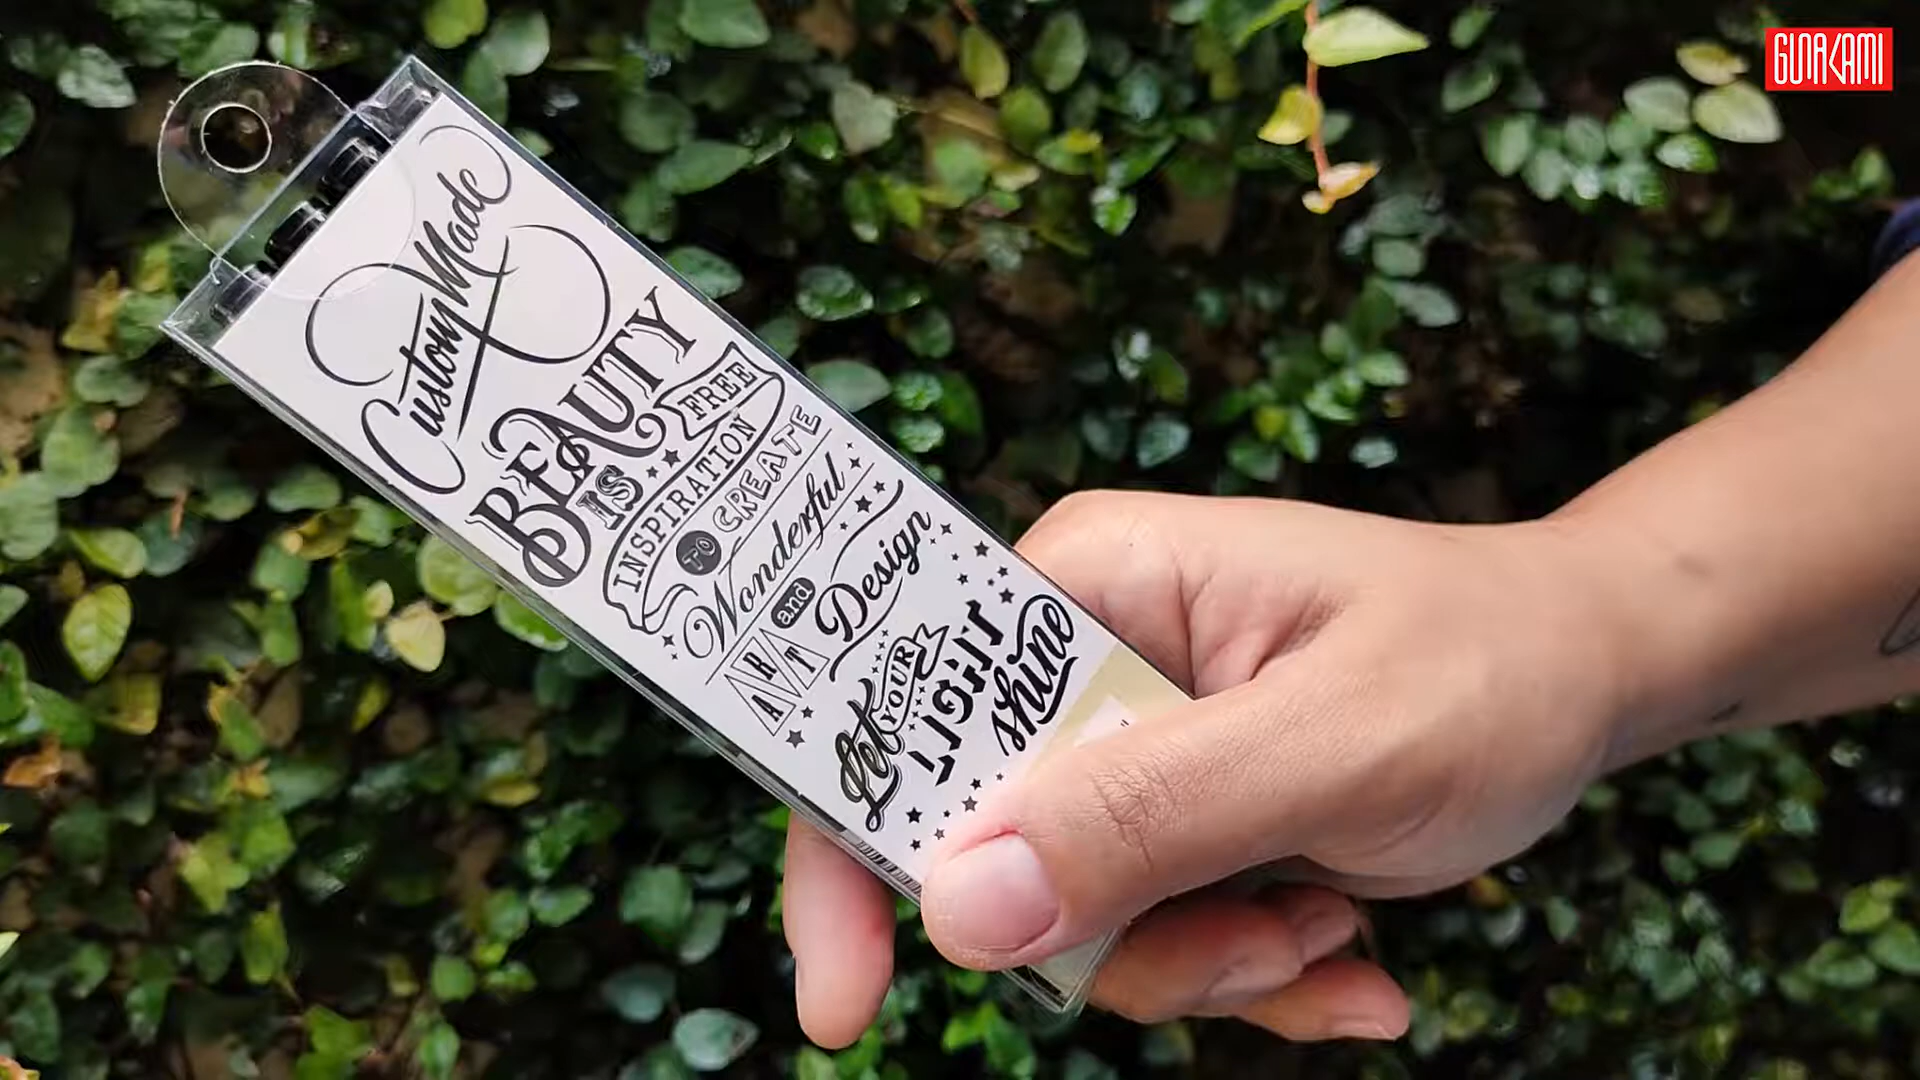 GUNAKAMI
Custom Made
BEAUTY
IS FREE
INSPIRATION
TO CREATE
Wonderful
ART and Design
Let YOUR
LIGHT
shine